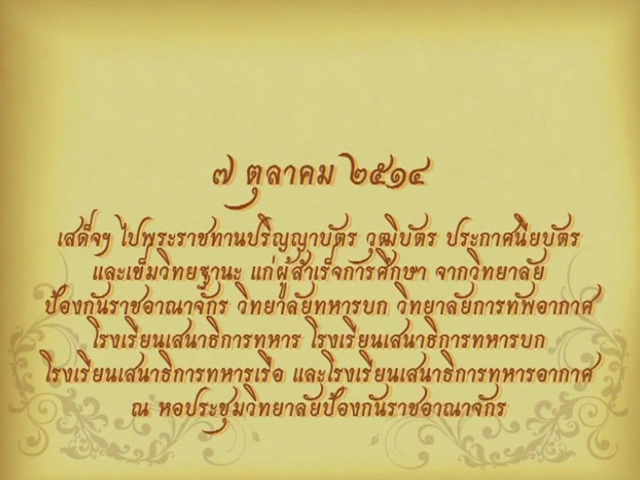 ๗ ตุลาคม ๒๕๑๔
เสด็จฯ ไปพระราชทานปริญญาบัตร วุฒิบัตร ประกาศนียบัตร
และเข็มวิทยฐานะ แก่ผู้สำเร็จการศึกษา จากวิทยาลัย
ป้องกันราชอาณาจักร วิทยาลัยทหารบก วิทยาลัยการทัพอากาศ
โรงเรียนเสนาธิการทหาร โรงเรียนเสนาธิการทหารบก
โรงเรียนเสนาธิการทหารเรือ และโรงเรียนเสนาธิการทหารอากาศ
ณ หอประชุมวิทยาลัยป้องกันราชอาณาจักร